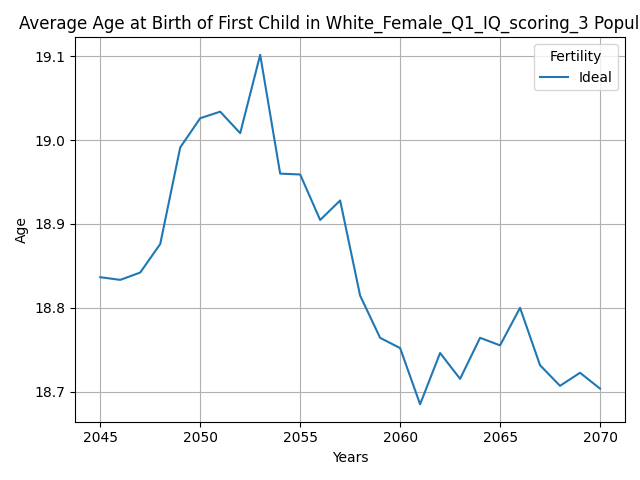 Average Age at Birth of First Child in White_Female_Q1_IQ_scoring_3 Popul
19.1
19.0
18.9
18.8
18.7
Age
Fertility
Ideal
2045 2050 2055 2060 2065 2070
Years